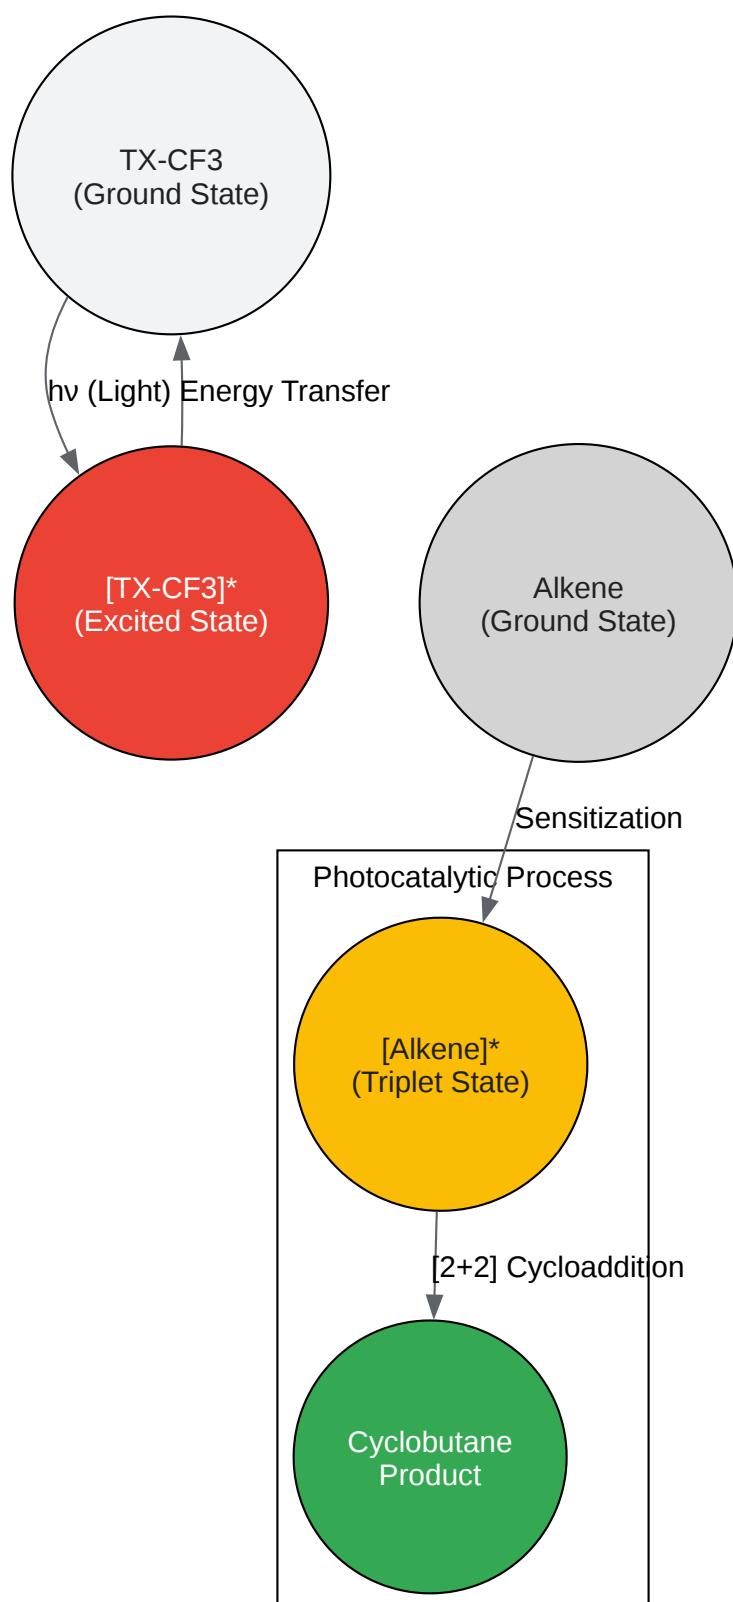 TX-CF3
(Ground State)
hν (Light)
Energy Transfer
[TX-CF3]*
(Excited State)
Alkene
(Ground State)
Sensitization
Photocatalytic Process
[Alkene]*
(Triplet State)
[2+2] Cycloaddition
Cyclobutane
Product